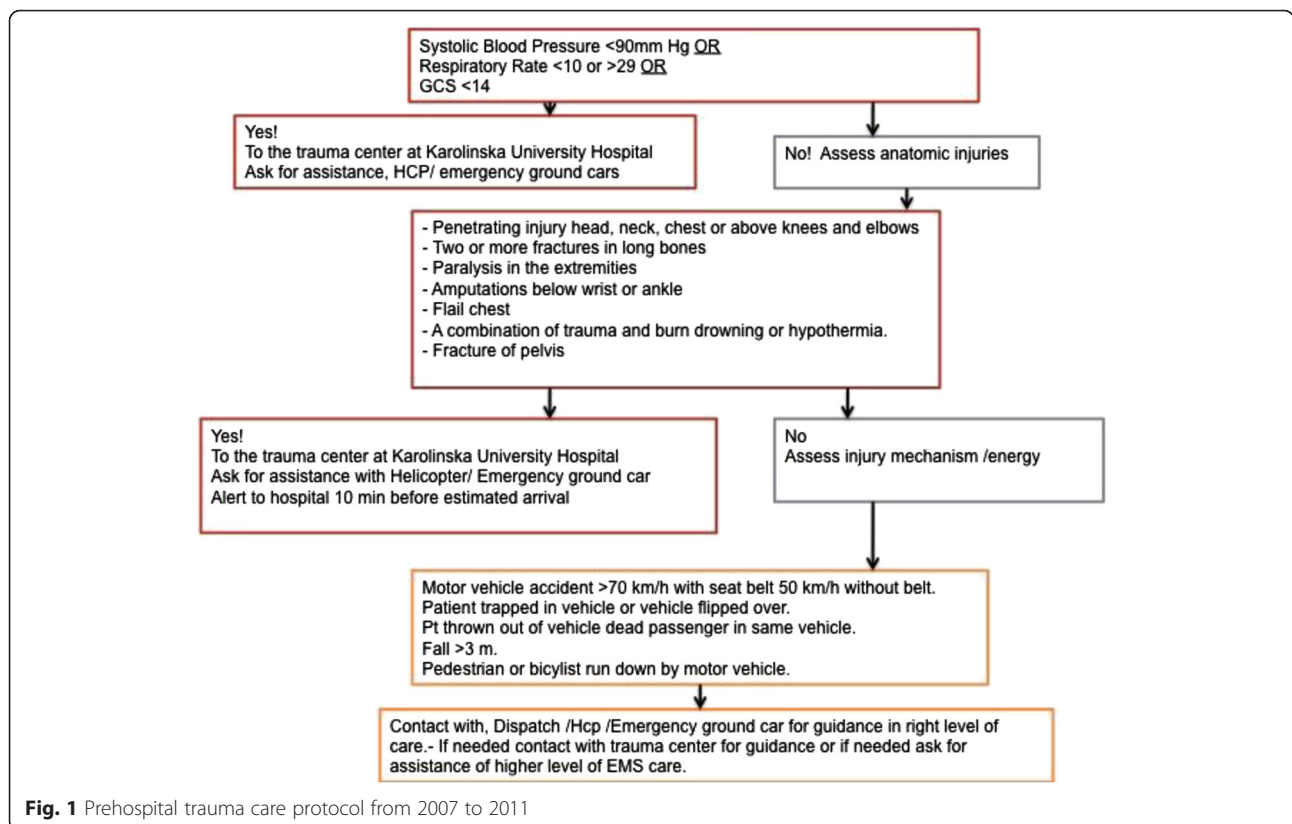 Systolic Blood Pressure <90mm Hg OR
Respiratory Rate <10 or >29 OR
GCS <14
Yes!
To the trauma center at Karolinska University Hospital
Ask for assistance, HCP/ emergency ground cars
No! Assess anatomic injuries
- Penetrating injury head, neck, chest or above knees and elbows
- Two or more fractures in long bones
- Paralysis in the extremities
- Amputations below wrist or ankle
- Flail chest
- A combination of trauma and burn drowning or hypothermia.
- Fracture of pelvis
Yes!
To the trauma center at Karolinska University Hospital
Ask for assistance with Helicopter/ Emergency ground car
Alert to hospital 10 min before estimated arrival
No
Assess injury mechanism /energy
Motor vehicle accident >70 km/h with seat belt 50 km/h without belt.
Patient trapped in vehicle or vehicle flipped over.
Pt thrown out of vehicle dead passenger in same vehicle.
Fall >3 m.
Pedestrian or bicylist run down by motor vehicle.
Contact with, Dispatch /Hcp /Emergency ground car for guidance in right level of
care.- If needed contact with trauma center for guidance or if needed ask for
assistance of higher level of EMS care.
Fig. 1 Prehospital trauma care protocol from 2007 to 2011